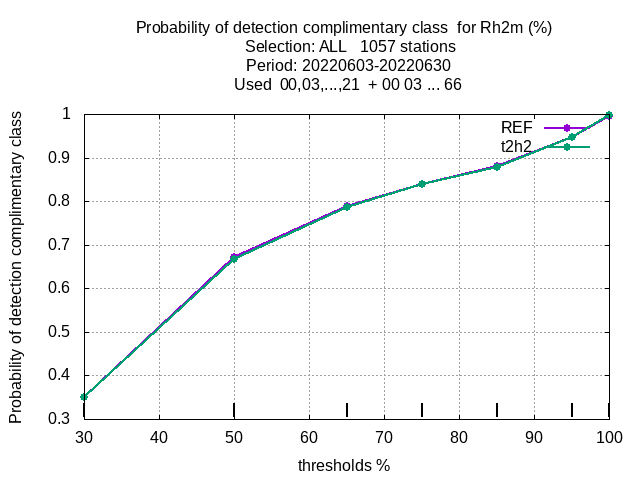 Probability of detection complimentary class  for Rh2m (%)
Selection: ALL   1057 stations
Period: 20220603-20220630
Used  00,03,...,21  + 00 03 ... 66
Probability of detection complimentary class
1
0.9
0.8
0.7
0.6
0.5
0.4
0.3
REF
t2h2
30 40 50 60 70 80 90 100
thresholds %